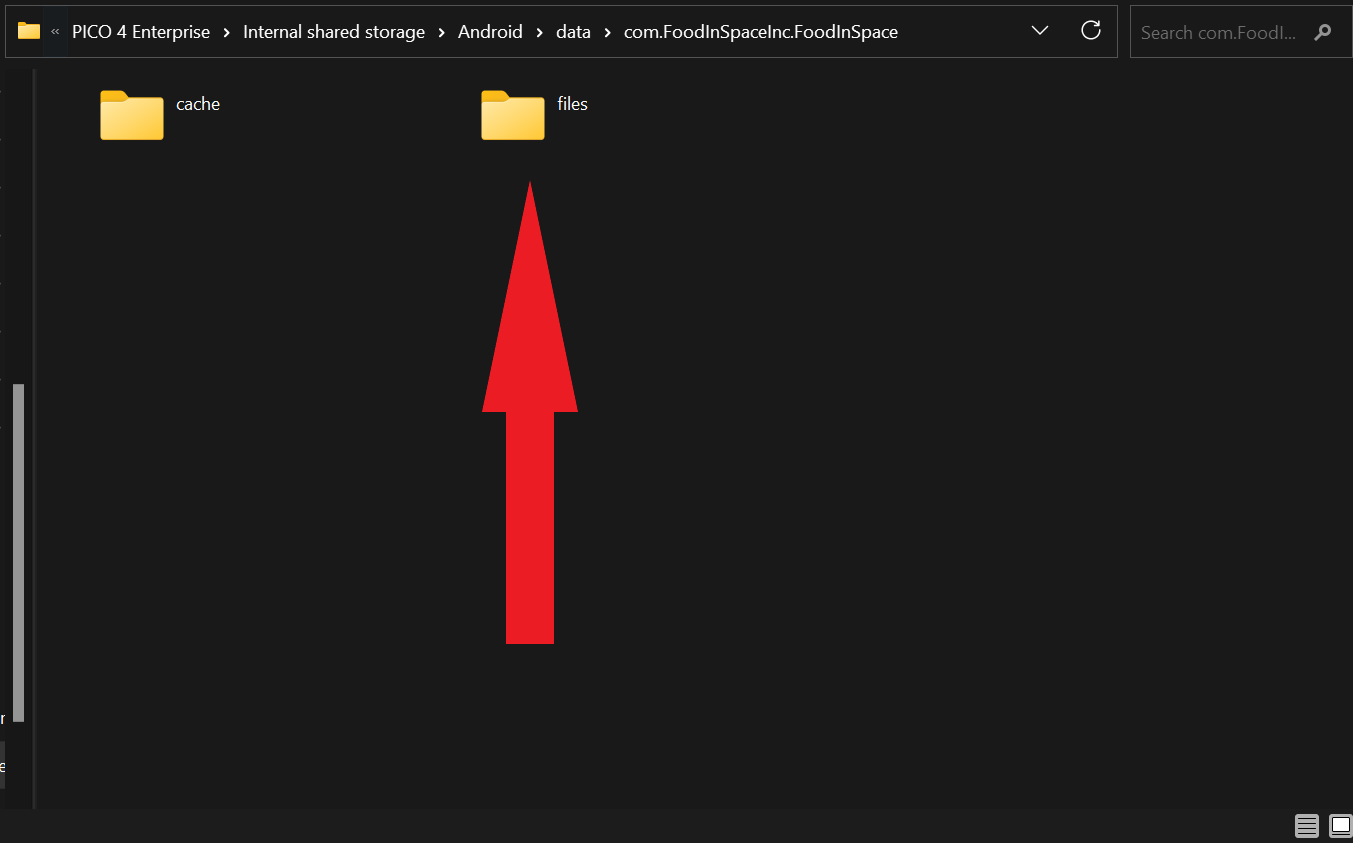 « PICO 4 Enterprise > Internal shared storage > Android > data > com.FoodInSpaceInc.FoodInSpace
Search com.FoodI...
cache
files
r
e